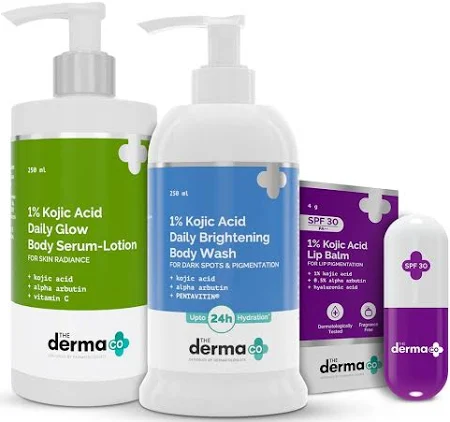 250 ml
1% Kojic Acid
Daily Glow
Body Serum-Lotion
FOR SKIN RADIANCE
+ kojic acid
+ alpha arbutin
+ vitamin C
THE
derma co
250 ml
1% Kojic Acid
Daily Brightening
Body Wash
FOR DARK SPOTS & PIGMENTATION
+ kojic acid
+ alpha arbutin
+ PENTAVITIN®
Upto 24h Hydration
THE
derma co
4 g
SPF 30
PA++
1% Kojic Acid
Lip Balm
FOR LIP PIGMENTATION
+ 1% kojic acid
+ 0.5% alpha arbutin
+ hyaluronic acid
Dermatologically
Tested
Fragrance
Free
THE
derma co
SPF 30
THE
derma co